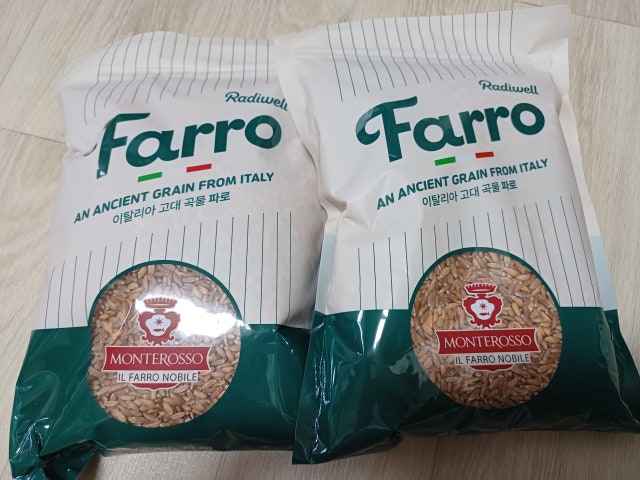 Radiwell
Farro
AN ANCIENT GRAIN FROM ITALY
이탈리아 고대 곡물 파로
MONTEROSSO
IL FARRO NOBILE
Radiwell
Farro
AN ANCIENT GRAIN FROM ITALY
이탈리아 고대 곡물 파로
MONTEROSSO
IL FARRO NOBILE